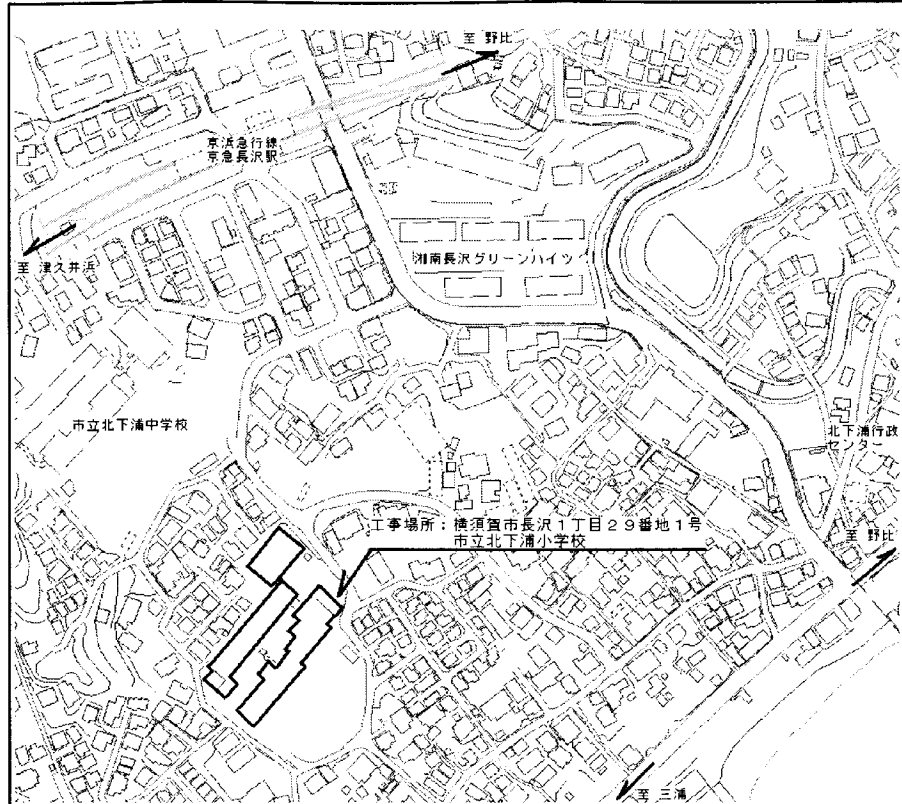 至 野比
京浜急行線
京急長沢駅
至 津久井浜
湘南長沢グリーンハイツ
市立北下浦中学校
北下浦行政
センター
工事場所：横須賀市長沢１丁目２９番地１号
市立北下浦小学校
至 野比
至 三浦